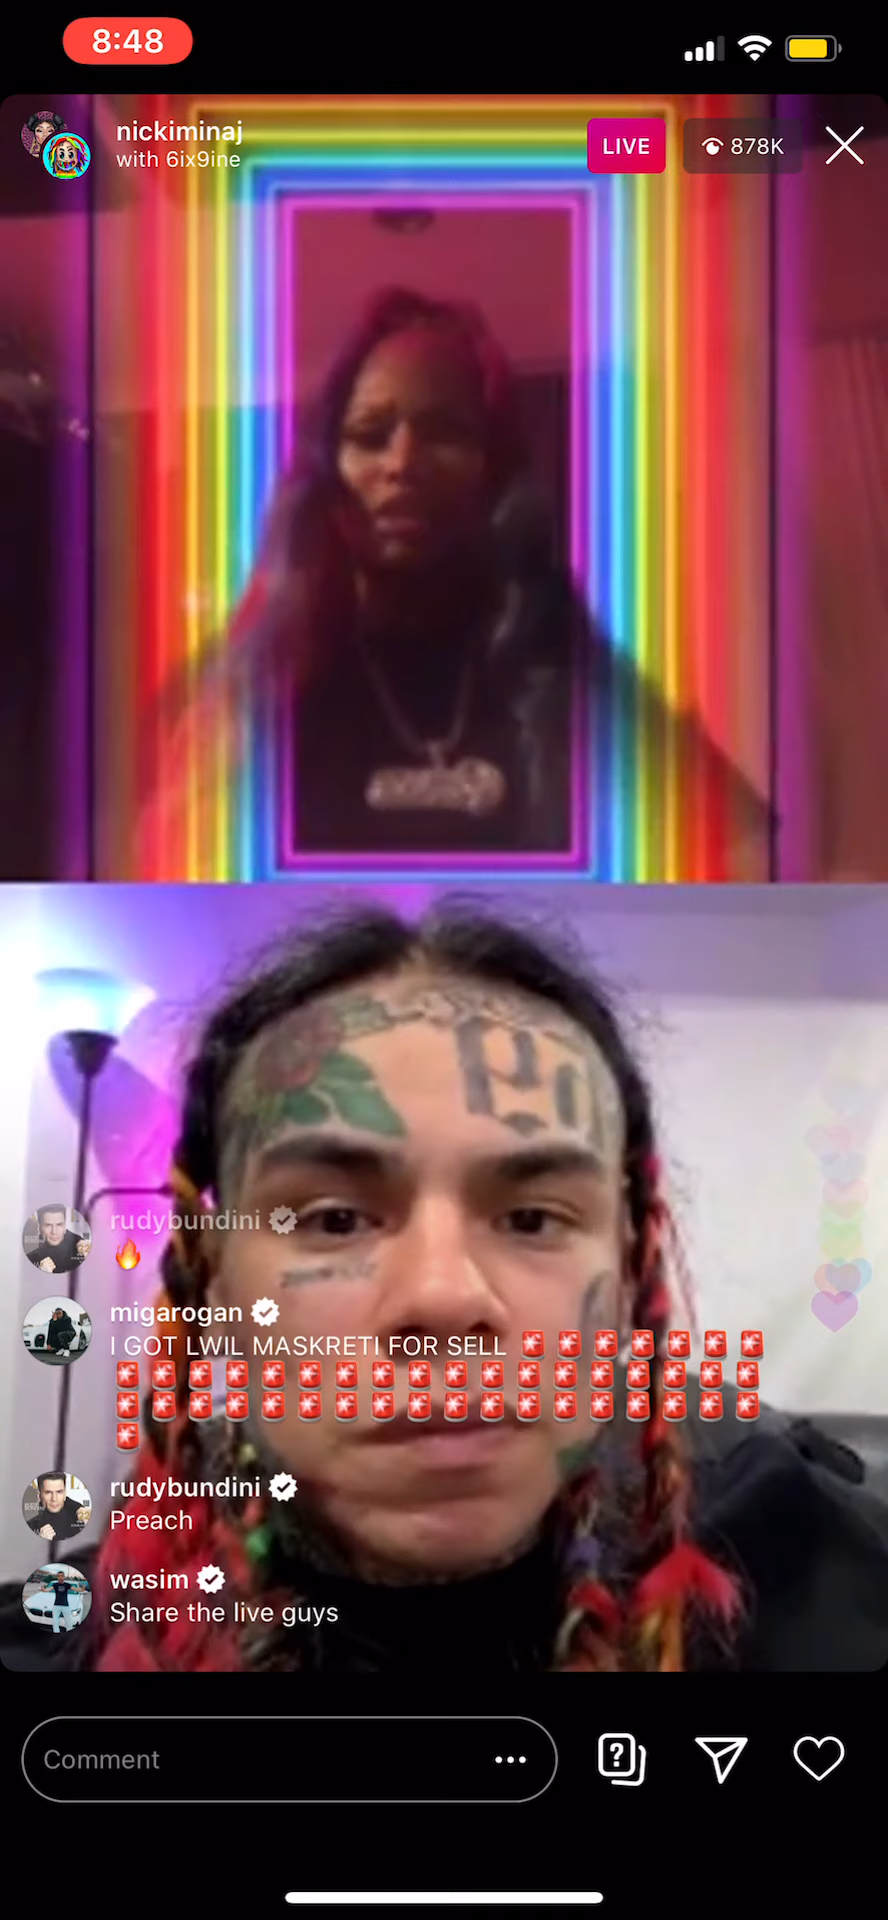 8:48
nickiminaj
with 6ix9ine
LIVE
878K
rudybundini
🔥
migarogan
I GOT LWIL MASKRETI FOR SELL 🚨🚨🚨🚨🚨🚨🚨
🚨🚨🚨🚨🚨🚨🚨🚨🚨🚨🚨🚨🚨🚨🚨🚨🚨🚨
🚨🚨🚨🚨🚨🚨🚨🚨🚨🚨🚨🚨🚨🚨🚨🚨🚨🚨
🚨
rudybundini
Preach
wasim
Share the live guys
Comment